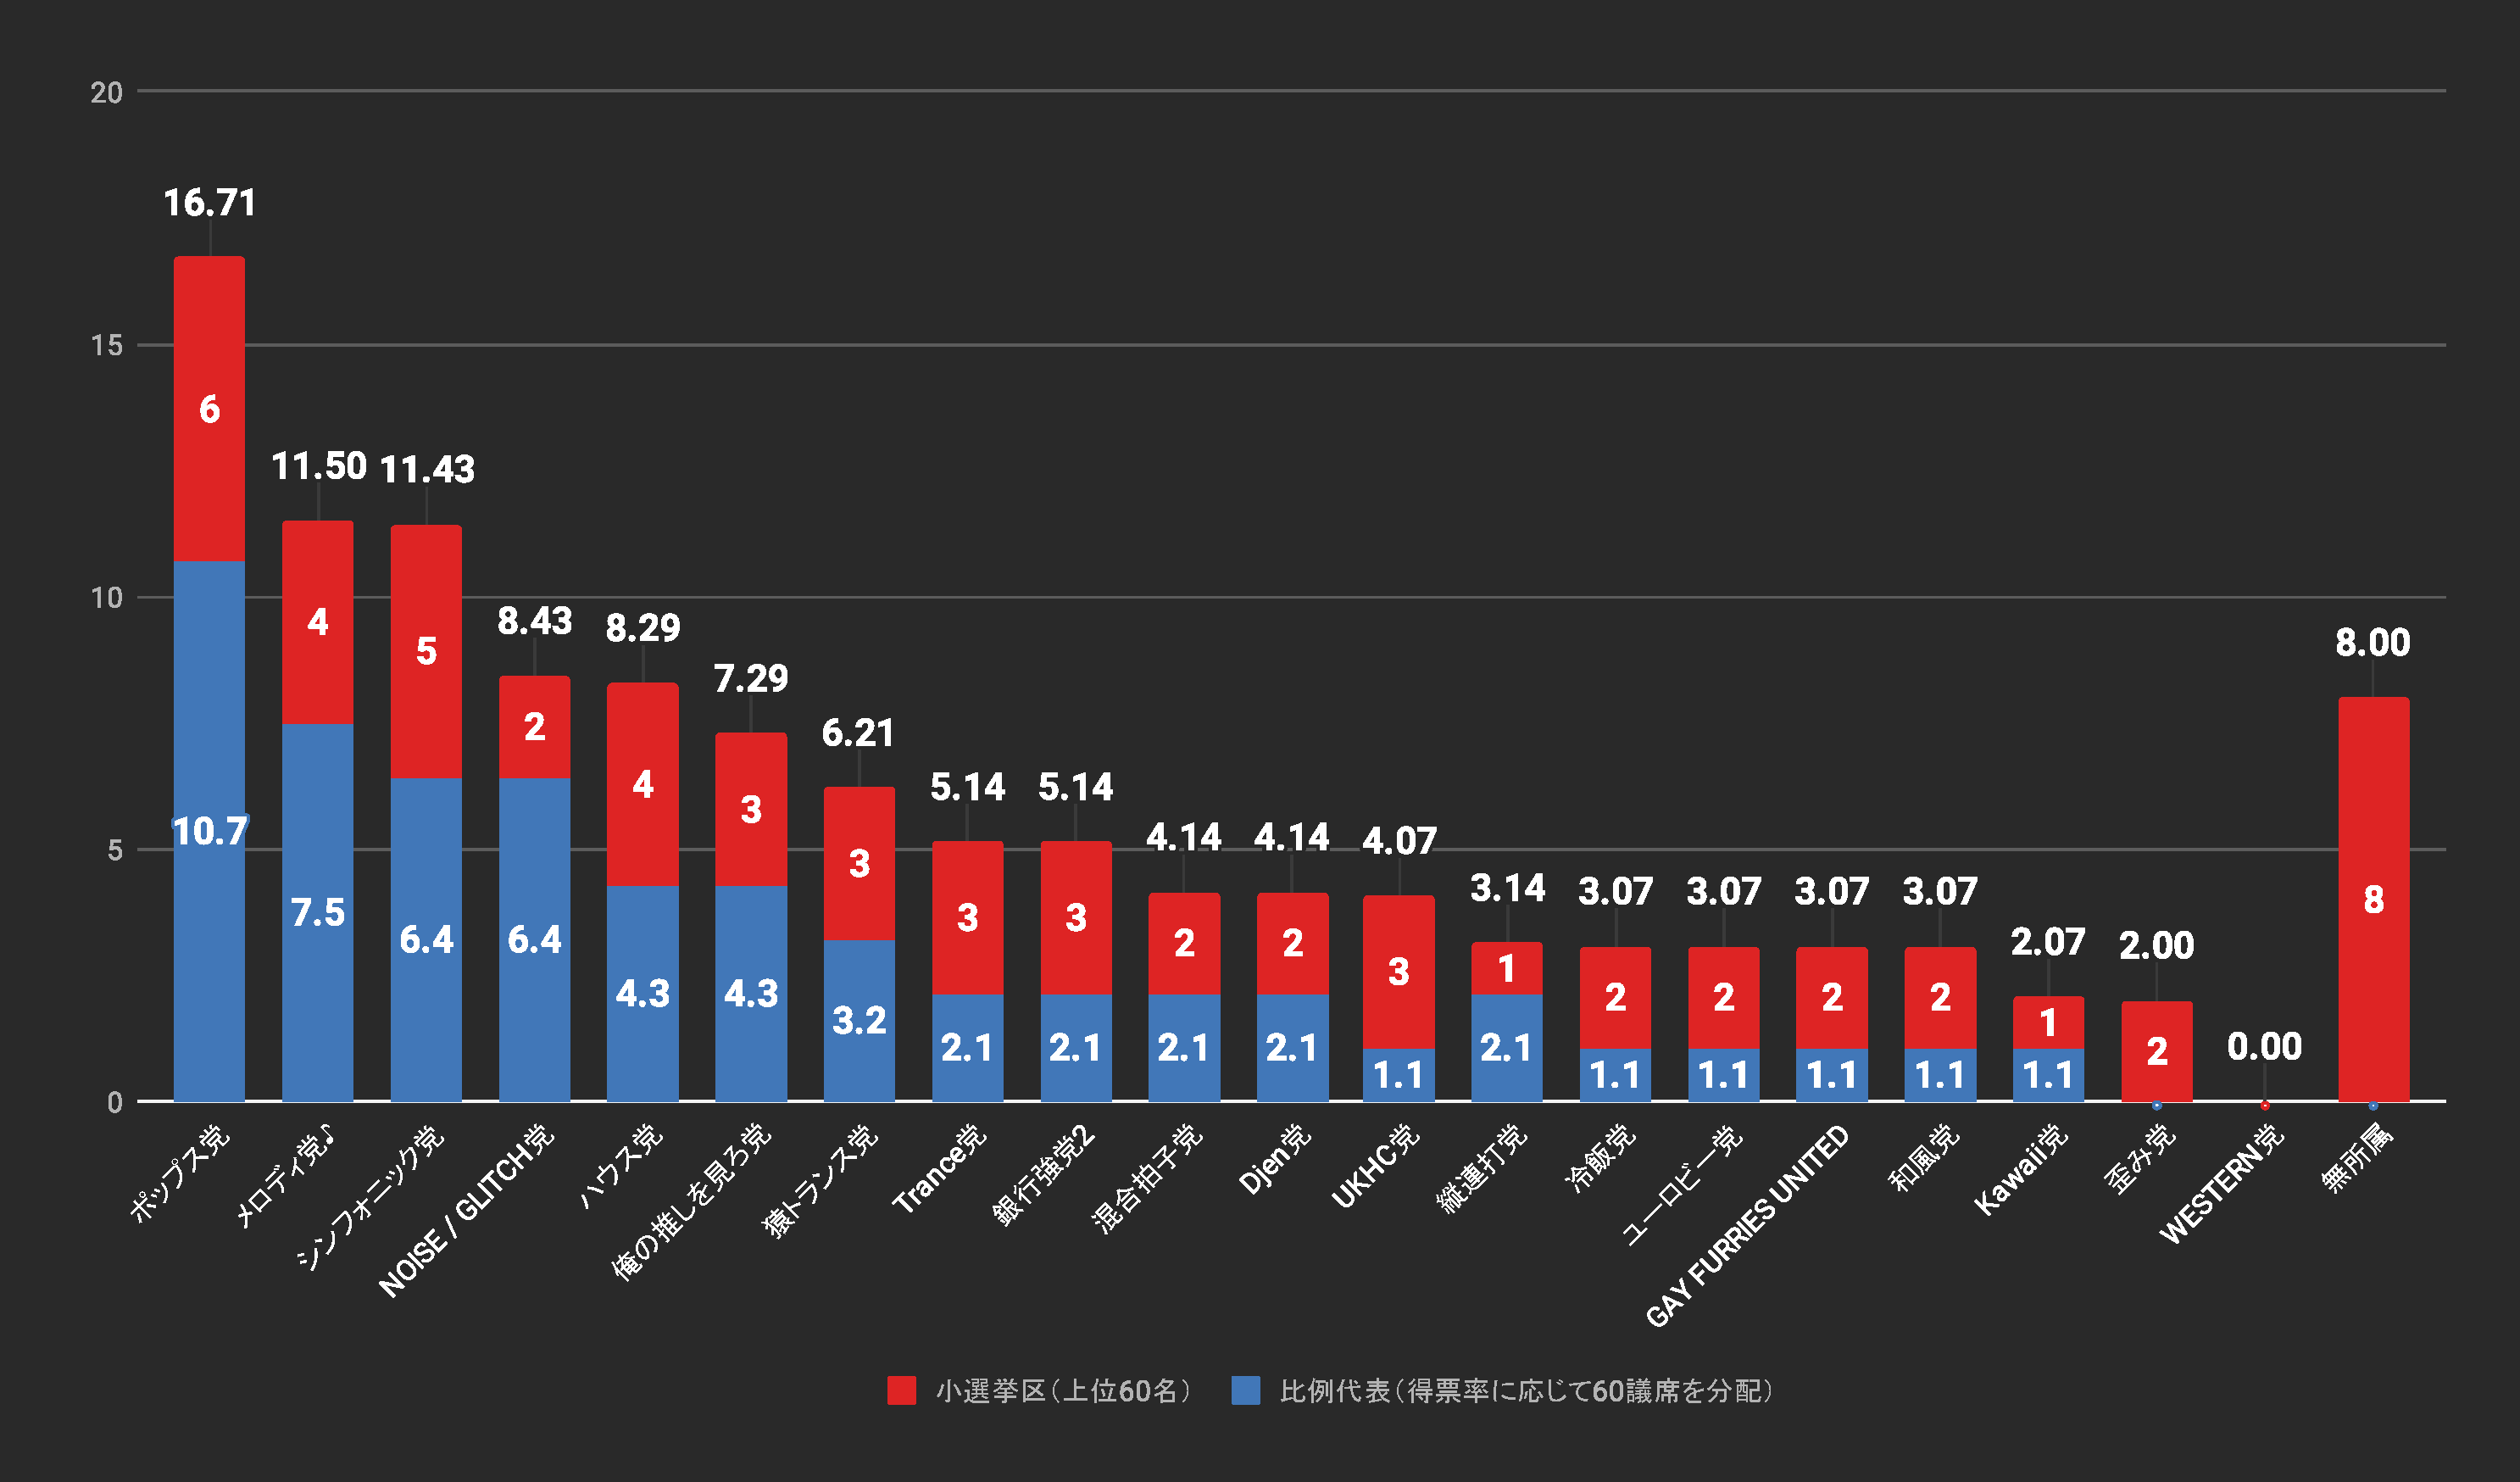 20
15
10
5
0
16.71
11.50
11.43
8.43
8.29
7.29
6.21
5.14
5.14
4.14
4.14
4.07
3.14
3.07
3.07
3.07
3.07
2.07
2.00
0.00
8.00
6
4
5
2
4
3
3
3
3
2
2
3
1
2
2
2
2
1
2
8
10.7
7.5
6.4
6.4
4.3
4.3
3.2
2.1
2.1
2.1
2.1
1.1
2.1
1.1
1.1
1.1
1.1
1.1
ポップス党
メロディ党♪
シンフォニック党
NOISE / GLITCH党
ハウス党
俺の推しを見ろ党
猿トランス党
Trance党
銀行強党2
混合拍子党
Djen党
UKHC党
縦連打党
冷飯党
ユーロビー党
GAY FURRIES UNITED
和風党
Kawaii党
歪み党
WESTERN党
無所属
小選挙区（上位60名）
比例代表（得票率に応じて60議席を分配）